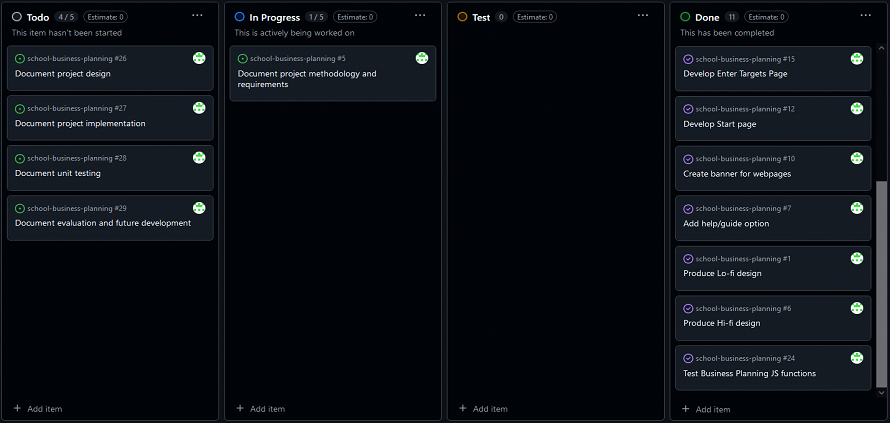 Todo 4 / 5 Estimate: 0 ...
This item hasn't been started
school-business-planning #26
Document project design
school-business-planning #27
Document project implementation
school-business-planning #28
Document unit testing
school-business-planning #29
Document evaluation and future development
+ Add item
In Progress 1 / 5 Estimate: 0 ...
This is actively being worked on
school-business-planning #5
Document project methodology and
requirements
+ Add item
Test 0 Estimate: 0 ...
+ Add item
Done 11 Estimate: 0 ...
This has been completed
school-business-planning #15
Develop Enter Targets Page
school-business-planning #12
Develop Start page
school-business-planning #10
Create banner for webpages
school-business-planning #7
Add help/guide option
school-business-planning #1
Produce Lo-fi design
school-business-planning #6
Produce Hi-fi design
school-business-planning #24
Test Business Planning JS functions
+ Add item